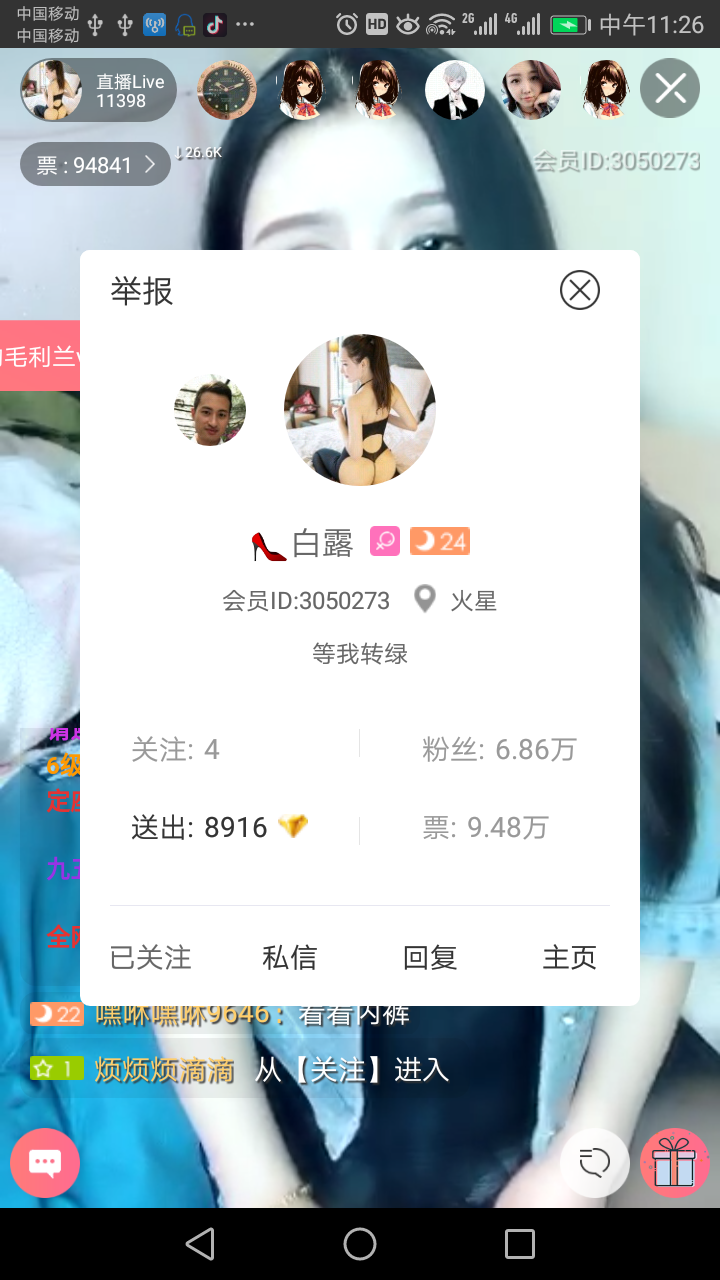 中国移动
中国移动
HD
2G
4G
中午11:26
直播Live
11398
票 : 94841
↓26.6K
会员ID:3050273
举报
毛利兰
白露
24
会员ID:3050273
火星
等我转绿
关注: 4
粉丝: 6.86万
送出: 8916
票: 9.48万
6级
定
九
全
已关注
私信
回复
主页
22 嘿咻嘿咻9646：看看内裤
1 烦烦烦滴滴 从【关注】进入